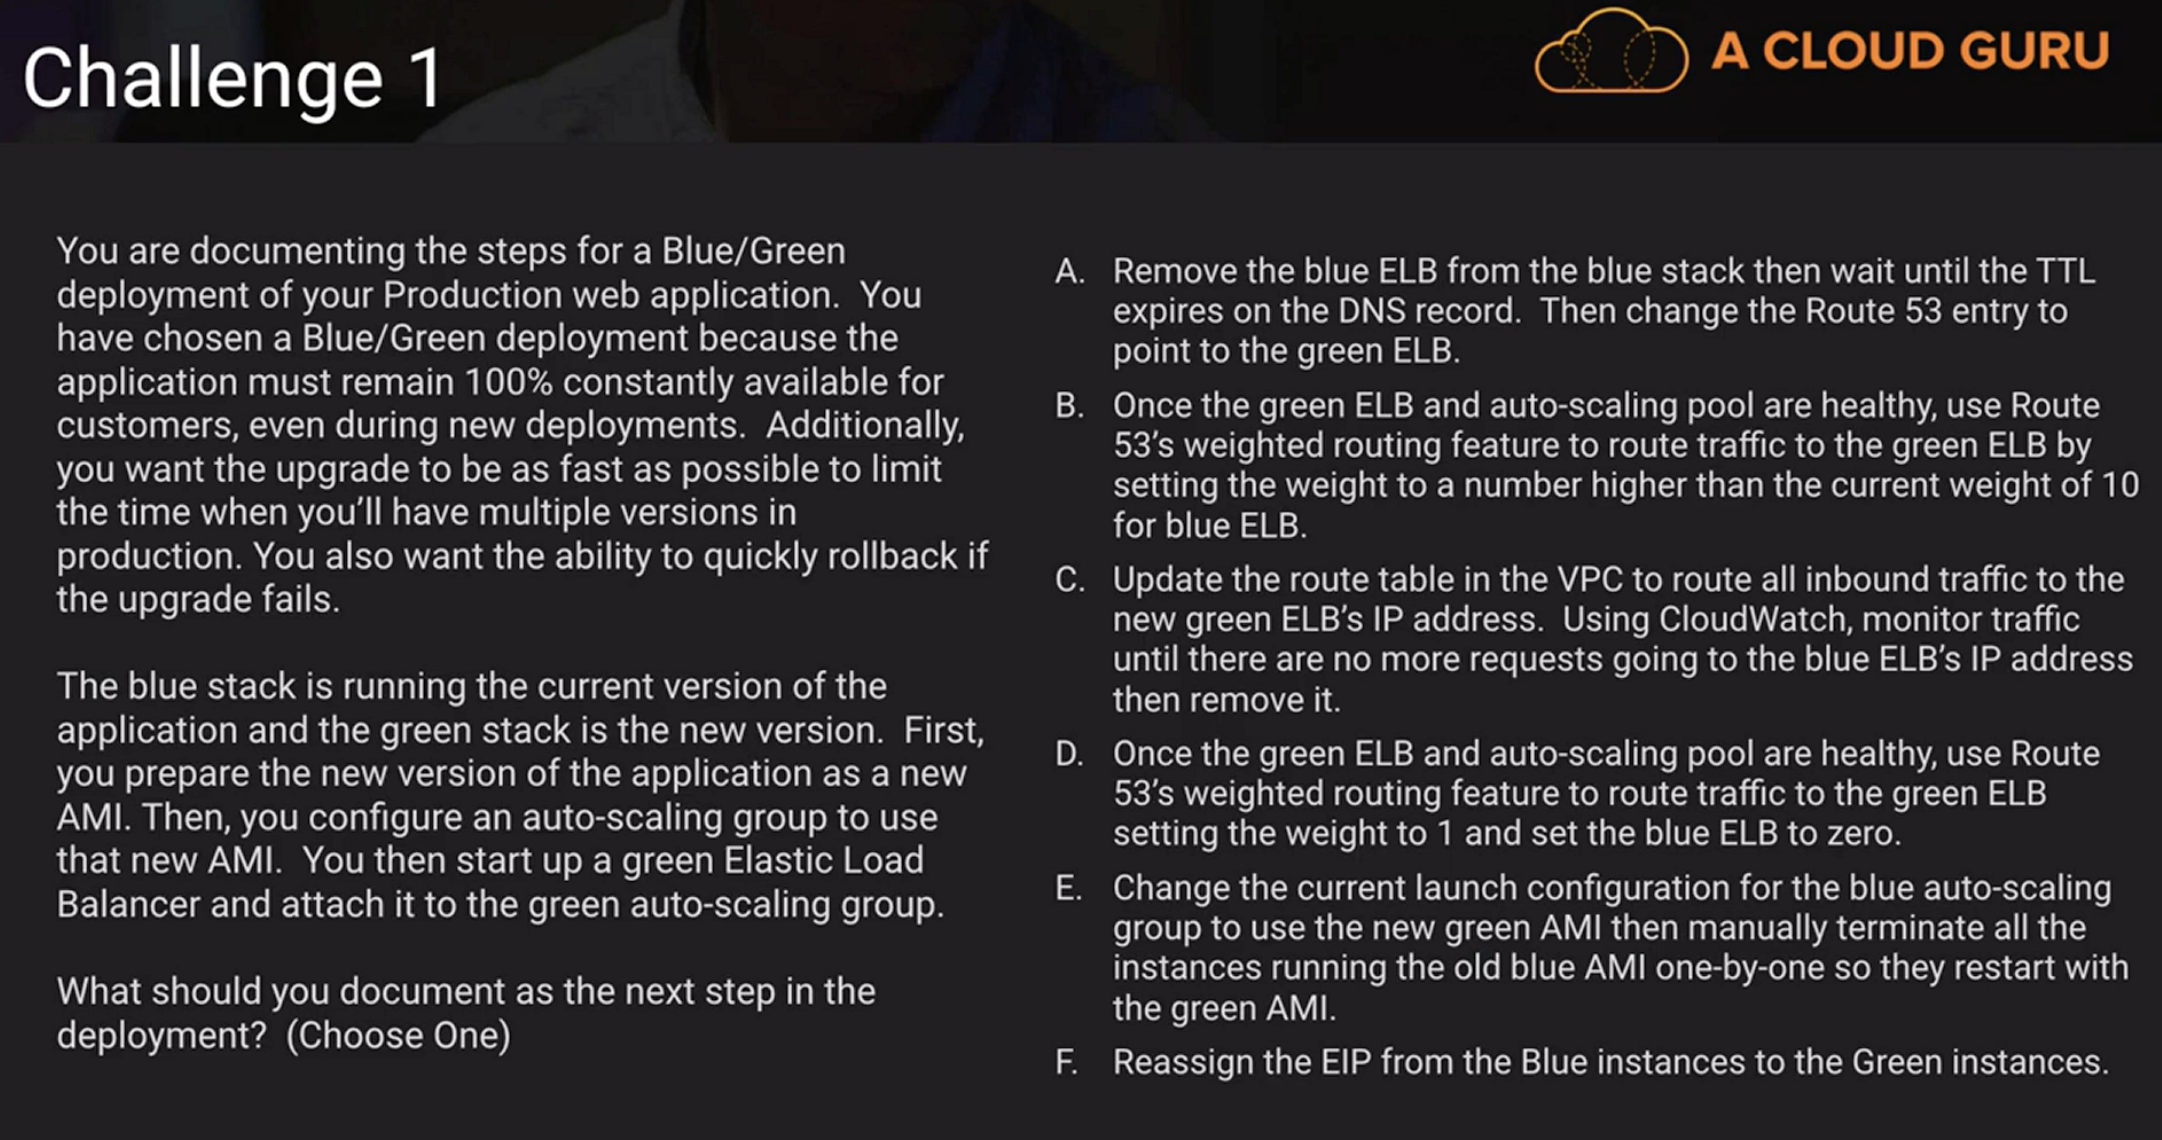 Challenge 1
A CLOUD GURU
You are documenting the steps for a Blue/Green
deployment of your Production web application.  You
have chosen a Blue/Green deployment because the
application must remain 100% constantly available for
customers, even during new deployments.  Additionally,
you want the upgrade to be as fast as possible to limit
the time when you’ll have multiple versions in
production. You also want the ability to quickly rollback if
the upgrade fails.
The blue stack is running the current version of the
application and the green stack is the new version.  First,
you prepare the new version of the application as a new
AMI. Then, you configure an auto-scaling group to use
that new AMI.  You then start up a green Elastic Load
Balancer and attach it to the green auto-scaling group.
What should you document as the next step in the
deployment?  (Choose One)
A. Remove the blue ELB from the blue stack then wait until the TTL
expires on the DNS record.  Then change the Route 53 entry to
point to the green ELB.
B. Once the green ELB and auto-scaling pool are healthy, use Route
53’s weighted routing feature to route traffic to the green ELB by
setting the weight to a number higher than the current weight of 10
for blue ELB.
C. Update the route table in the VPC to route all inbound traffic to the
new green ELB’s IP address.  Using CloudWatch, monitor traffic
until there are no more requests going to the blue ELB’s IP address
then remove it.
D. Once the green ELB and auto-scaling pool are healthy, use Route
53’s weighted routing feature to route traffic to the green ELB
setting the weight to 1 and set the blue ELB to zero.
E. Change the current launch configuration for the blue auto-scaling
group to use the new green AMI then manually terminate all the
instances running the old blue AMI one-by-one so they restart with
the green AMI.
F. Reassign the EIP from the Blue instances to the Green instances.